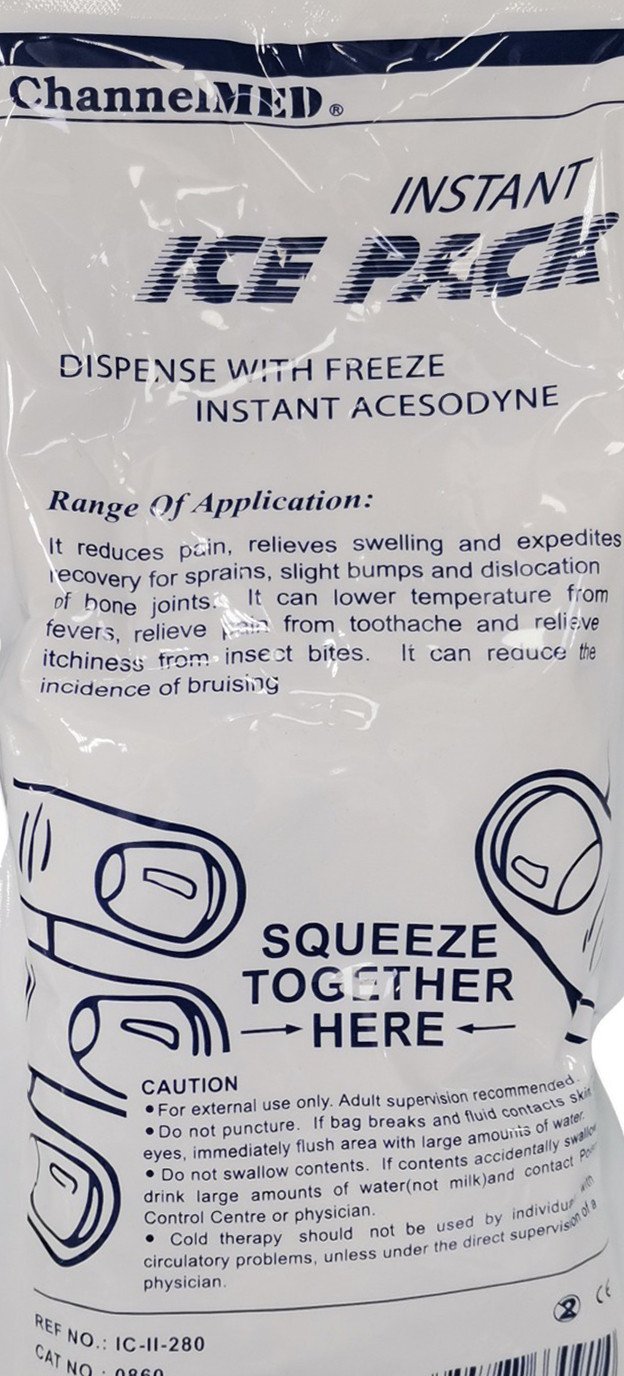 ChannelMED®
INSTANT
ICE PACK
DISPENSE WITH FREEZE
INSTANT ACESODYNE
Range Of Application:
It reduces pain, relieves swelling and expedites
recovery for sprains, slight bumps and dislocation
of bone joints. It can lower temperature from
fevers, relieve pain from toothache and relieve
itchiness from insect bites. It can reduce the
incidence of bruising
SQUEEZE
TOGETHER
→ HERE ←
CAUTION
• For external use only. Adult supervision recommended.
• Do not puncture. If bag breaks and fluid contacts skin
eyes, immediately flush area with large amounts of water.
• Do not swallow contents. If contents accidentally swallow
drink large amounts of water(not milk)and contact
Control Centre or physician.
• Cold therapy should not be used by with
circulatory problems, unless under the direct supervision of a
physician.
REF NO.: IC-II-280
CAT NO.: 0860
CE